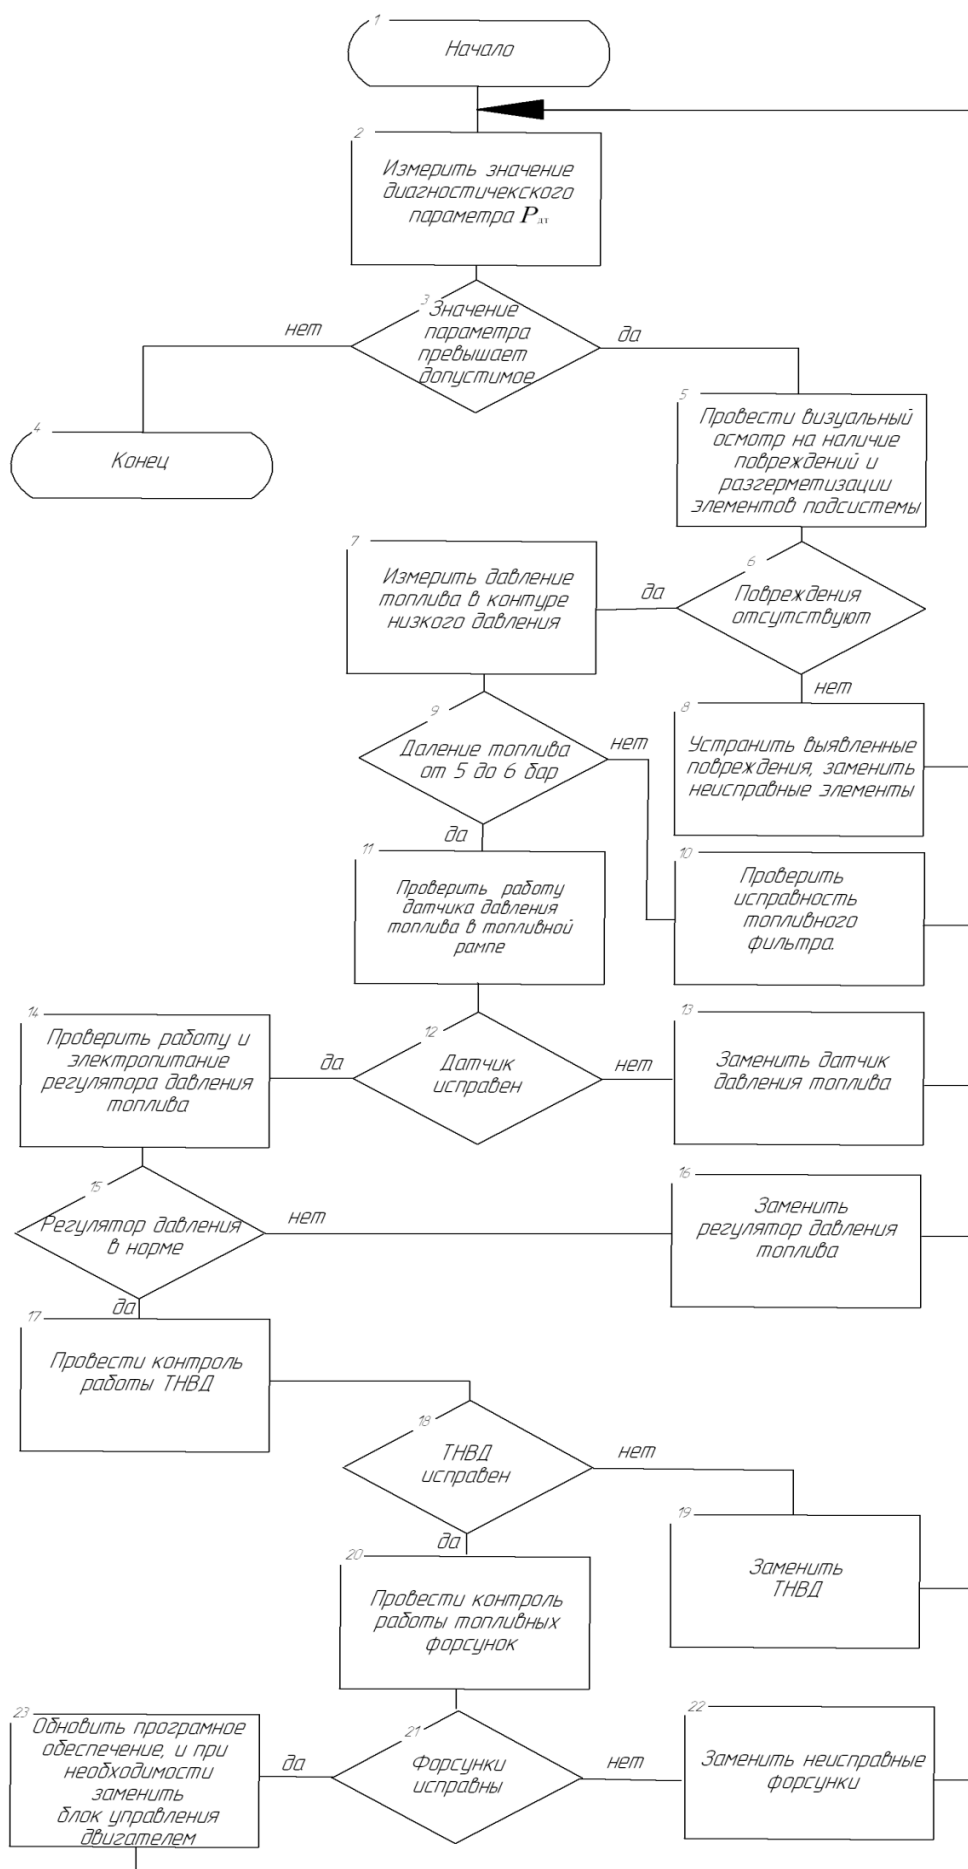 1
Начало
2
Измерить значение
диагностичекского
параметра Pдт
3
Значение
параметра
превышает
допустимое
нет
да
4
Конец
5
Провести визуальный
осмотр на наличие
повреждений и
разгерметизации
элементов подсистемы
6
Повреждения
отсутствуют
да
нет
7
Измерить давление
топлива в контуре
низкого давления
8
Устранить выявленные
повреждения, заменить
неисправные элементы
9
Даление топлива
от 5 до 6 бар
нет
да
10
Проверить
исправность
топливного
фильтра.
11
Проверить работу
датчика давления
топлива в топливной
рампе
12
Датчик
исправен
да
нет
13
Заменить датчик
давления топлива
14
Проверить работу и
электропитание
регулятора давления
топлива
15
Регулятор давления
в норме
нет
да
16
Заменить
регулятор давления
топлива
17
Провести контроль
работы ТНВД
18
ТНВД
исправен
нет
да
19
Заменить
ТНВД
20
Провести контроль
работы топливных
форсунок
21
Форсунки
исправны
да
нет
22
Заменить неисправные
форсунки
23
Обновить програмное
обеспечение, и при
необходимости
заменить
блок управления
двигателем